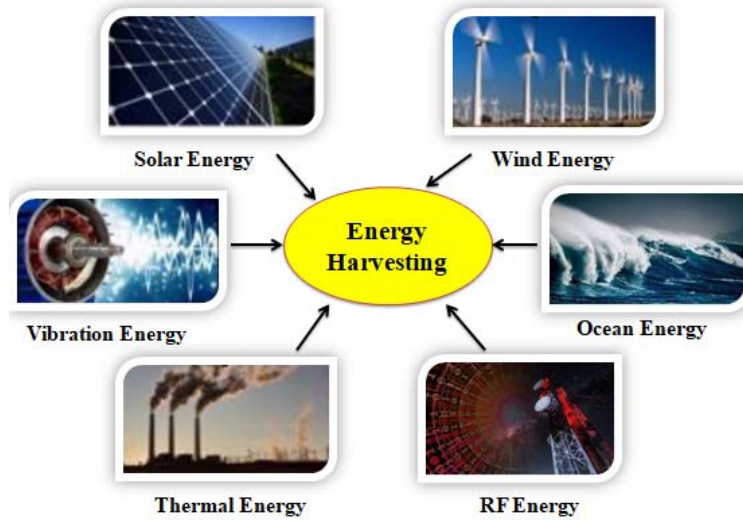 Solar Energy
Wind Energy
Energy
Harvesting
Vibration Energy
Ocean Energy
Thermal Energy
RF Energy